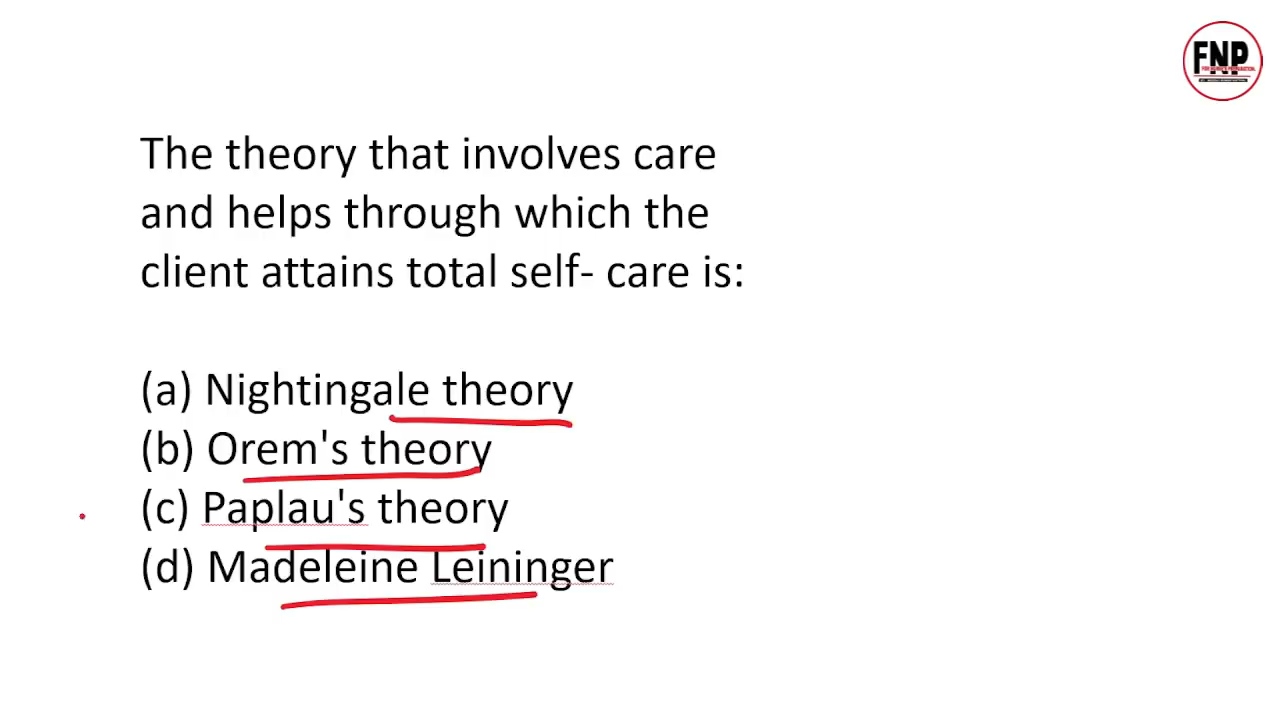 FNP
The theory that involves care
and helps through which the
client attains total self- care is:
(a) Nightingale theory
(b) Orem's theory
(c) Paplau's theory
(d) Madeleine Leininger